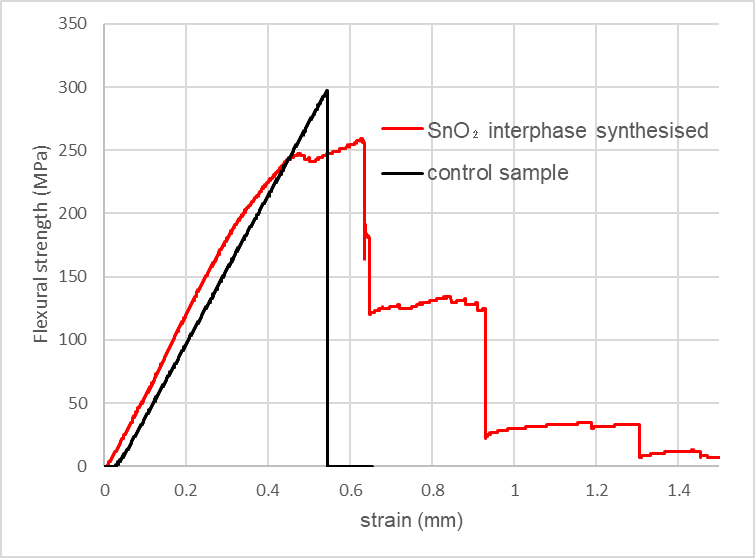 350
300
250
200
150
100
50
0
Flexural strength (MPa)
SnO₂ interphase synthesised
control sample
0 0.2 0.4 0.6 0.8 1 1.2 1.4
strain (mm)